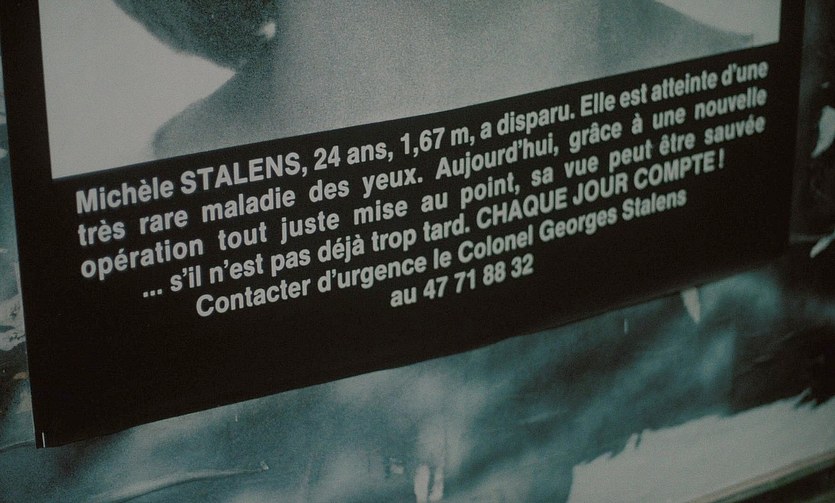 Michèle STALENS, 24 ans, 1,67 m, a disparu. Elle est atteinte d'une
très rare maladie des yeux. Aujourd'hui, grâce à une nouvelle
opération tout juste mise au point, sa vue peut être sauvée
... s'il n'est pas déjà trop tard. CHAQUE JOUR COMPTE !
Contacter d'urgence le Colonel Georges Stalens
au 47 71 88 32